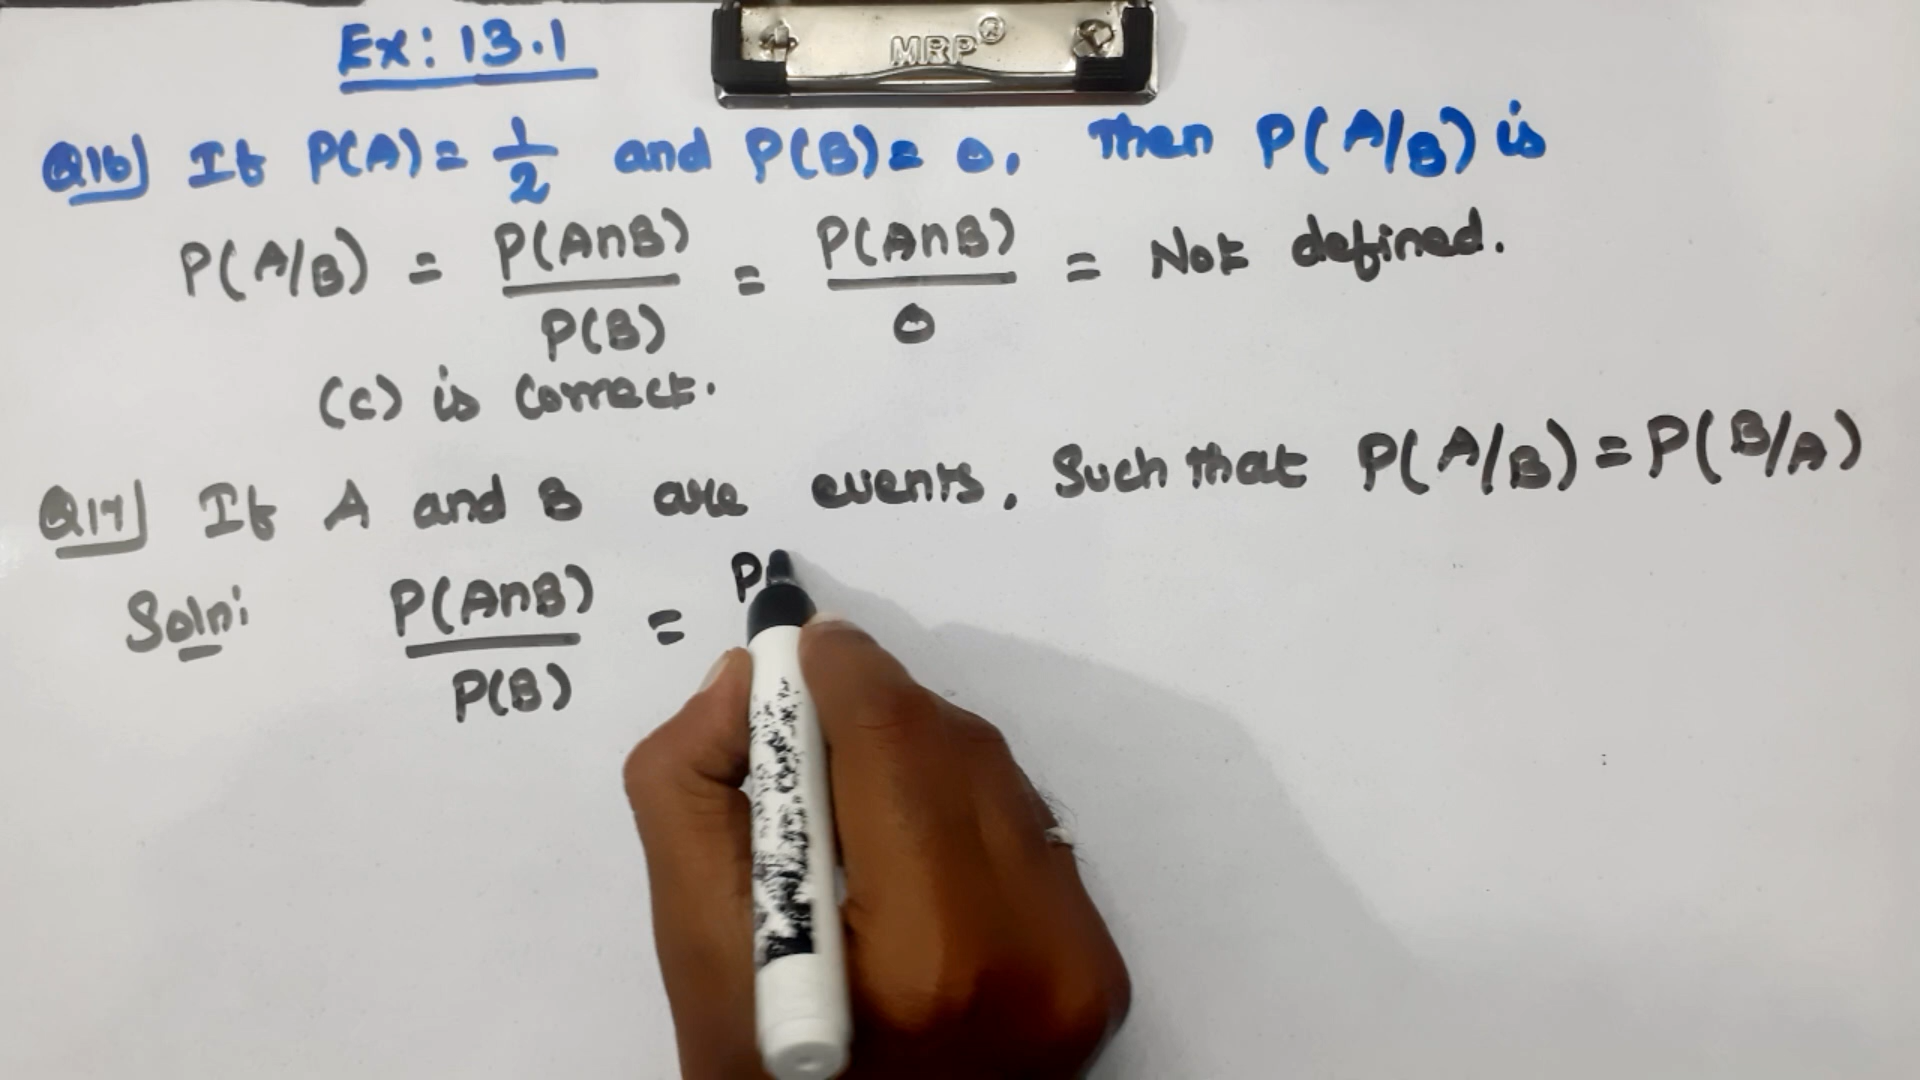 MRP®
Ex: 13.1
Q16) If P(A) = 1/2 and P(B) = 0, Then P(A/B) is
P(A/B) = P(A∩B)/P(B) = P(A∩B)/0 = Not defined.
(c) is correct.
Q17) If A and B are events, Such that P(A/B) = P(B/A)
Soln: P(A∩B)/P(B) = P(